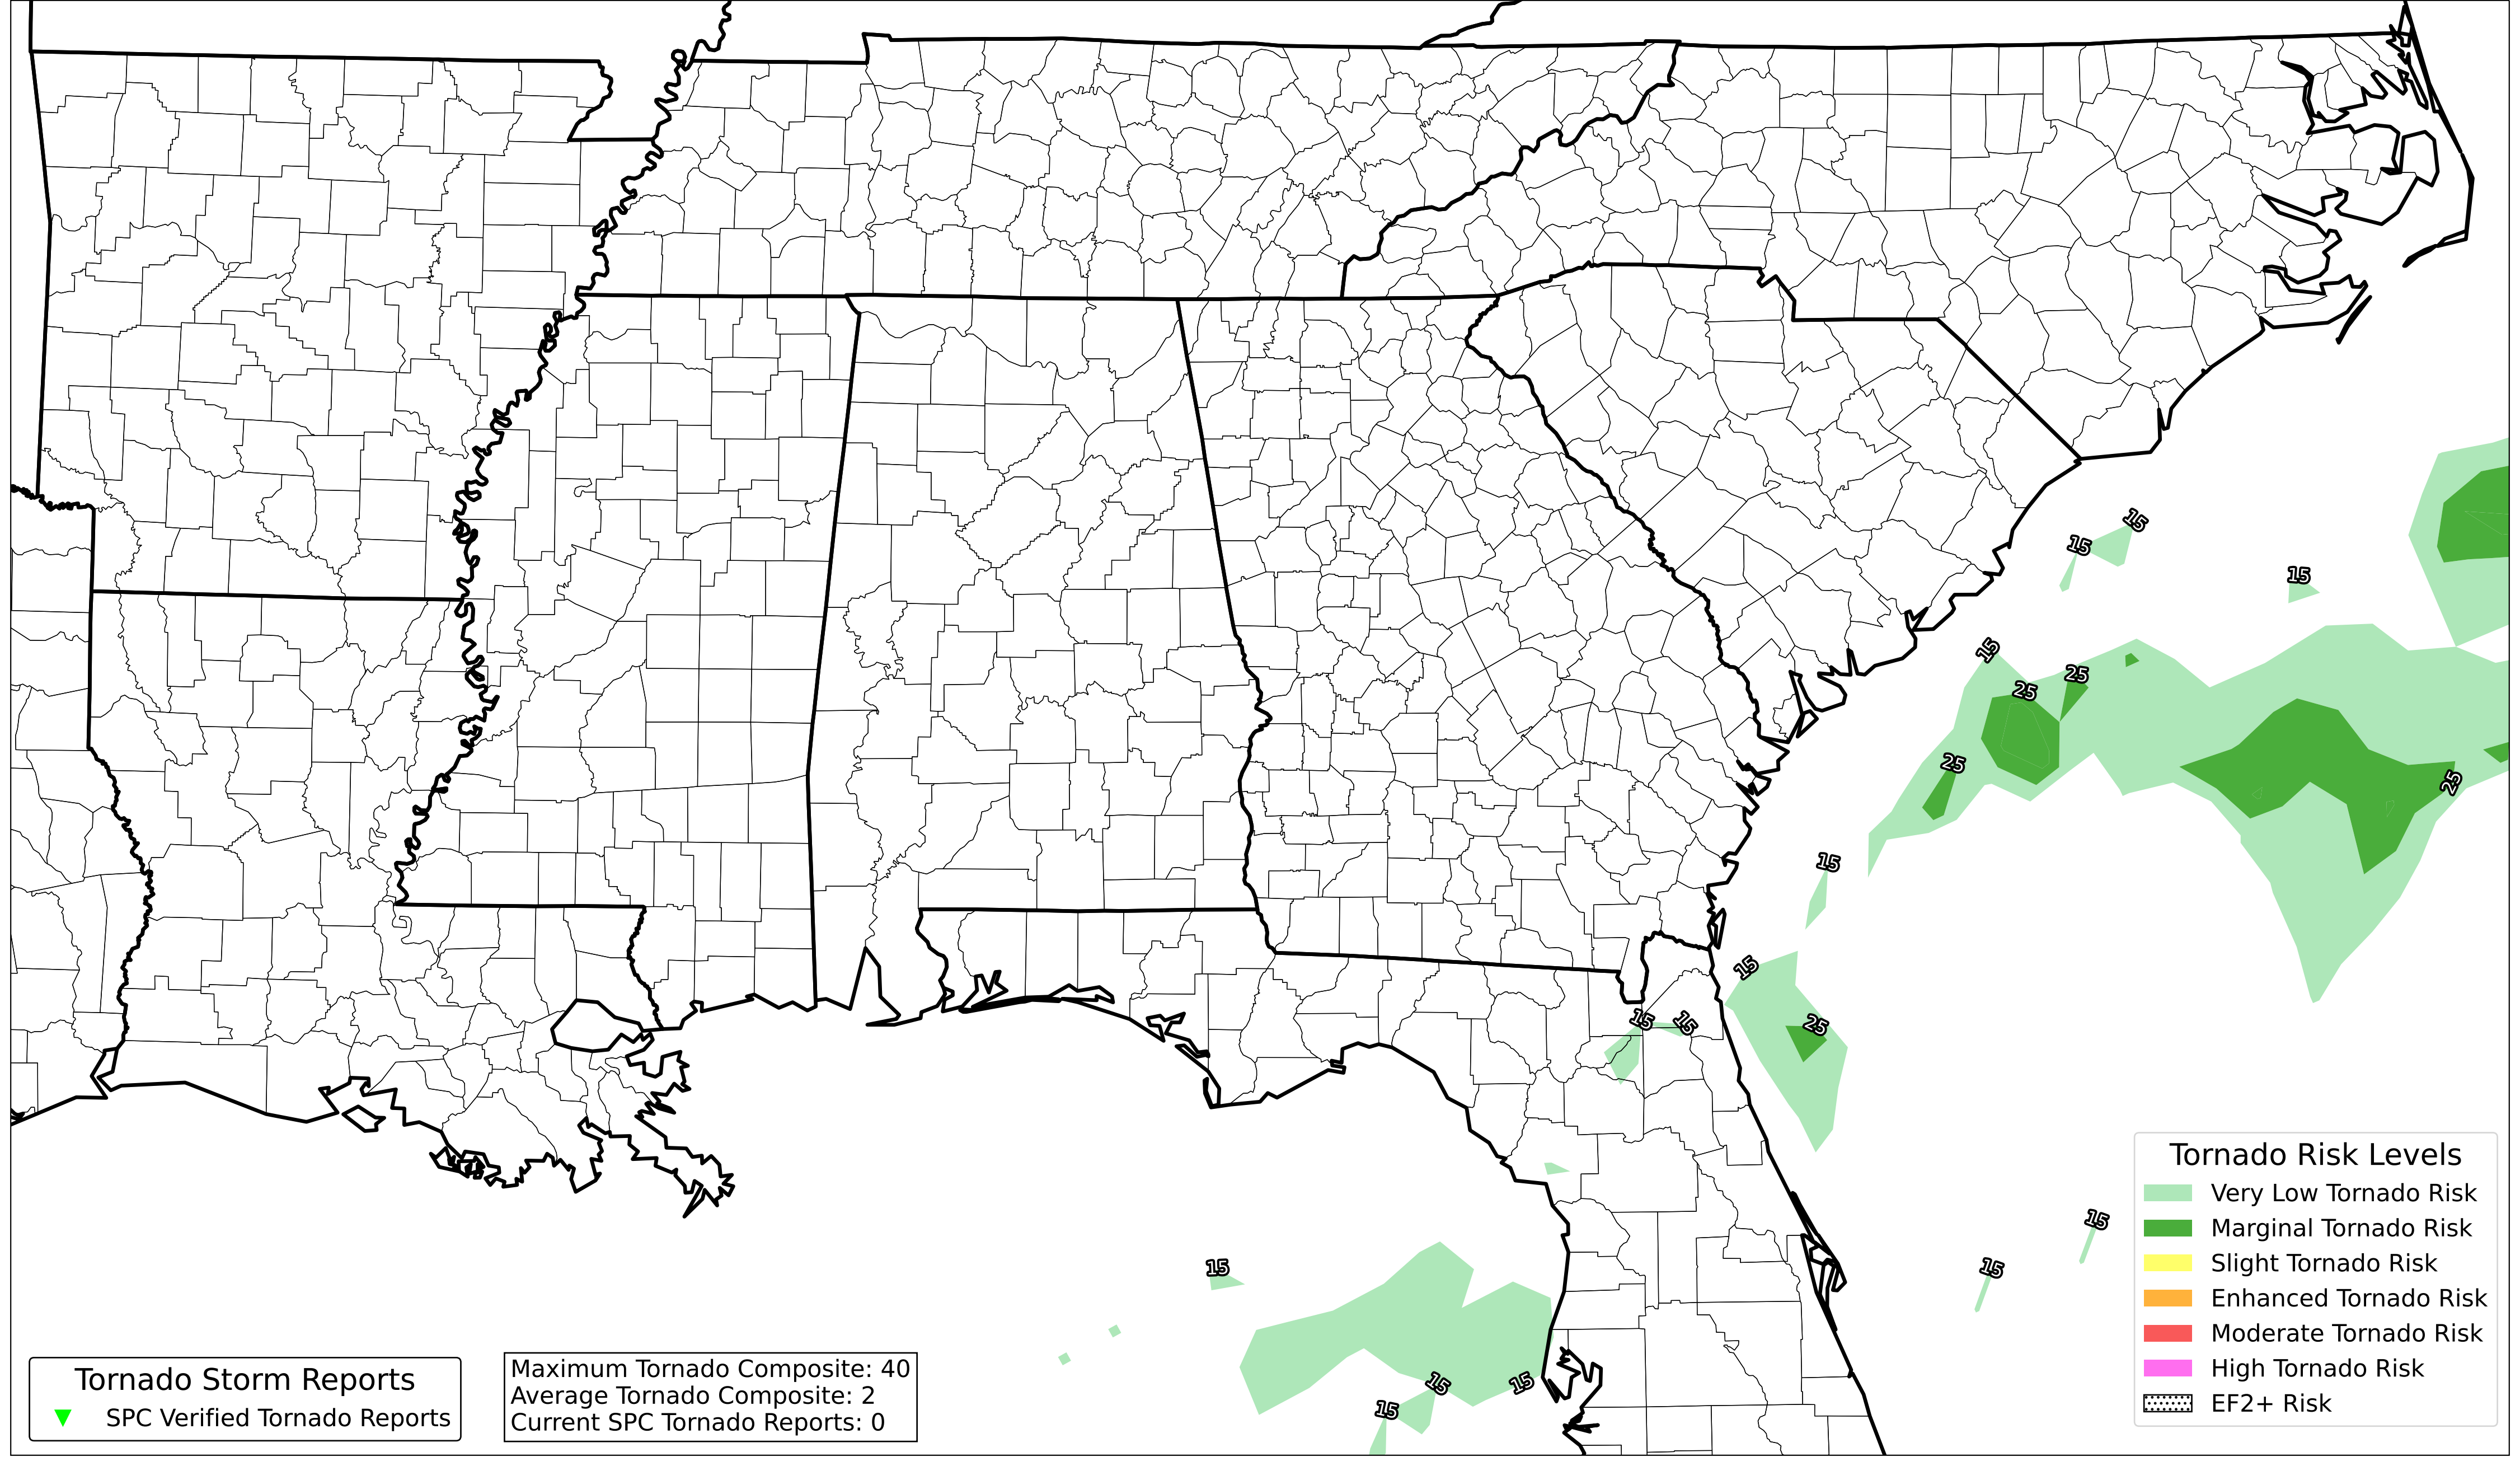 15
15
15
15
25
25
25
25
15
15
25
15
15
15
15
15
15
15
15
Tornado Risk Levels
Very Low Tornado Risk
Marginal Tornado Risk
Slight Tornado Risk
Enhanced Tornado Risk
Moderate Tornado Risk
High Tornado Risk
EF2+ Risk
Tornado Storm Reports
SPC Verified Tornado Reports
Maximum Tornado Composite: 40
Average Tornado Composite: 2
Current SPC Tornado Reports: 0